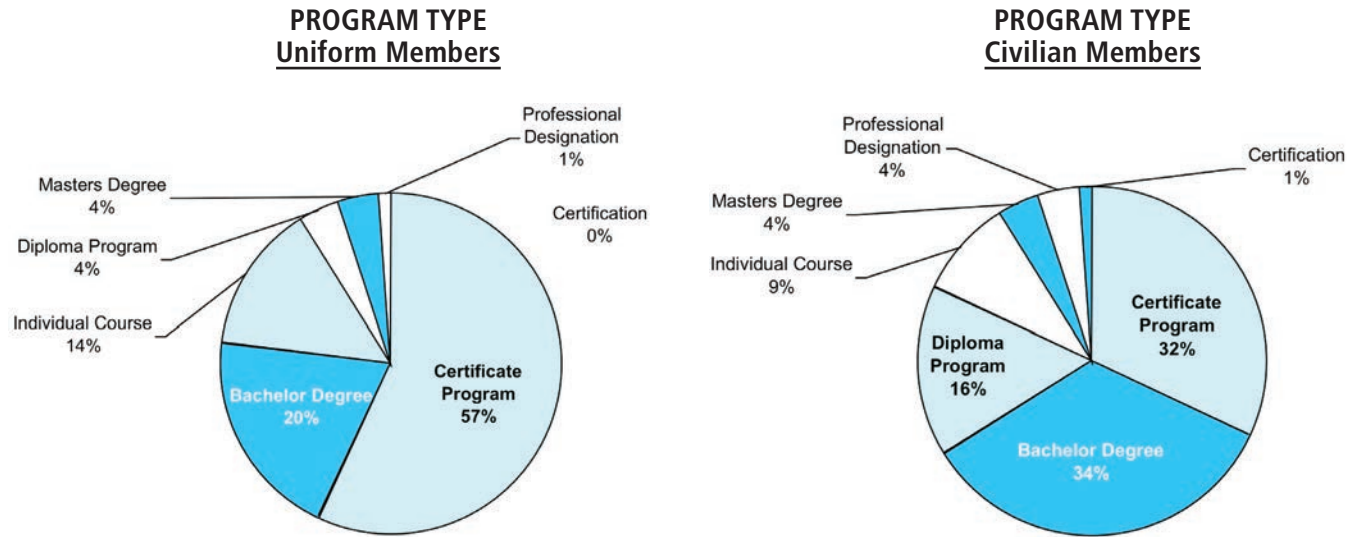 PROGRAM TYPE
Uniform Members
Professional
Designation
1%
Masters Degree
4%
Certification
0%
Diploma Program
4%
Individual Course
14%
Certificate
Program
57%
Bachelor Degree
20%
PROGRAM TYPE
Civilian Members
Professional
Designation
4%
Certification
1%
Masters Degree
4%
Individual Course
9%
Certificate
Program
32%
Diploma
Program
16%
Bachelor Degree
34%